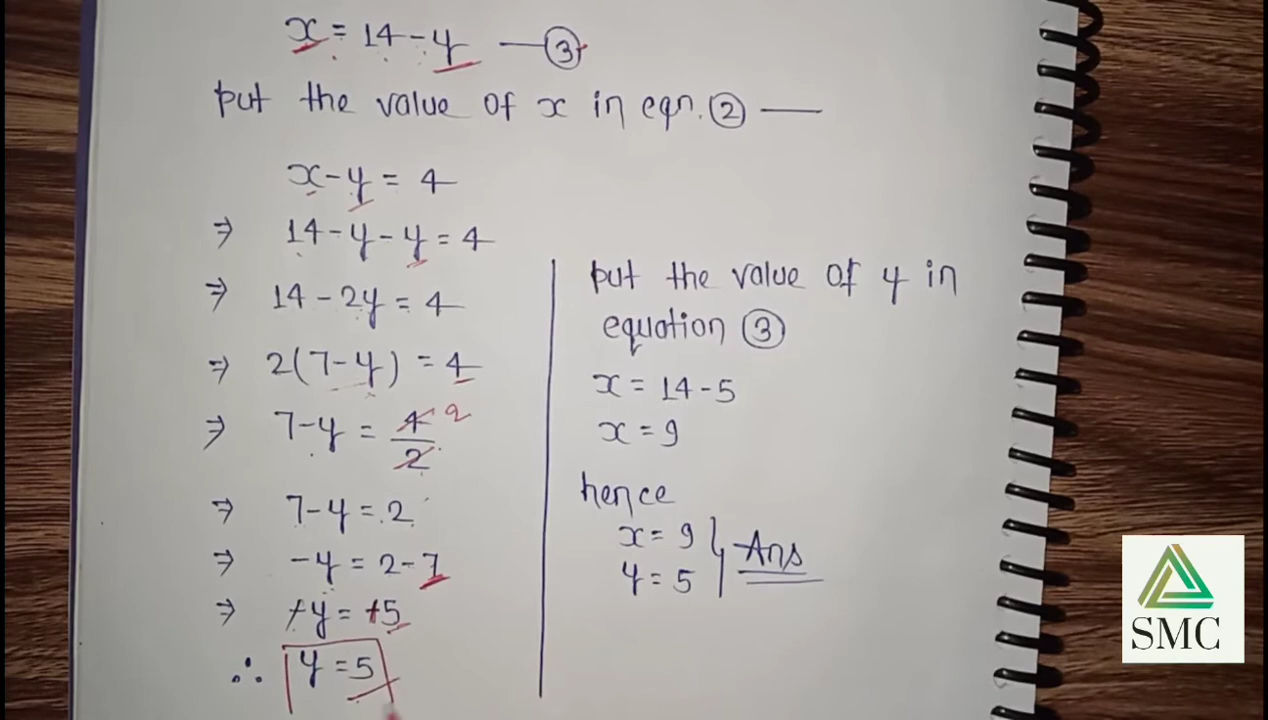 x = 14 - y — ③
put the value of x in eqn. ② —
x - y = 4
⇒ 14 - y - y = 4
⇒ 14 - 2y = 4
⇒ 2(7 - y) = 4
⇒ 7 - y = 4/2 2
⇒ 7 - y = 2
⇒ -y = 2 - 7
⇒ +y = +5
∴ y = 5
put the value of y in
equation ③
x = 14 - 5
x = 9
hence
x = 9
y = 5 } Ans
SMC